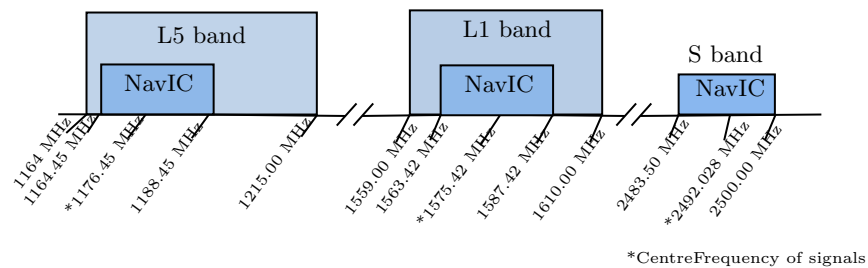 L5 band
L1 band
S band
NavIC
NavIC
NavIC
1164 MHz
1164.45 MHz
*1176.45 MHz
1188.45 MHz
1215.00 MHz
1559.00 MHz
1563.42 MHz
*1575.42 MHz
1587.42 MHz
1610.00 MHz
2483.50 MHz
*2492.028 MHz
2500.00 MHz
*CentreFrequency of signals